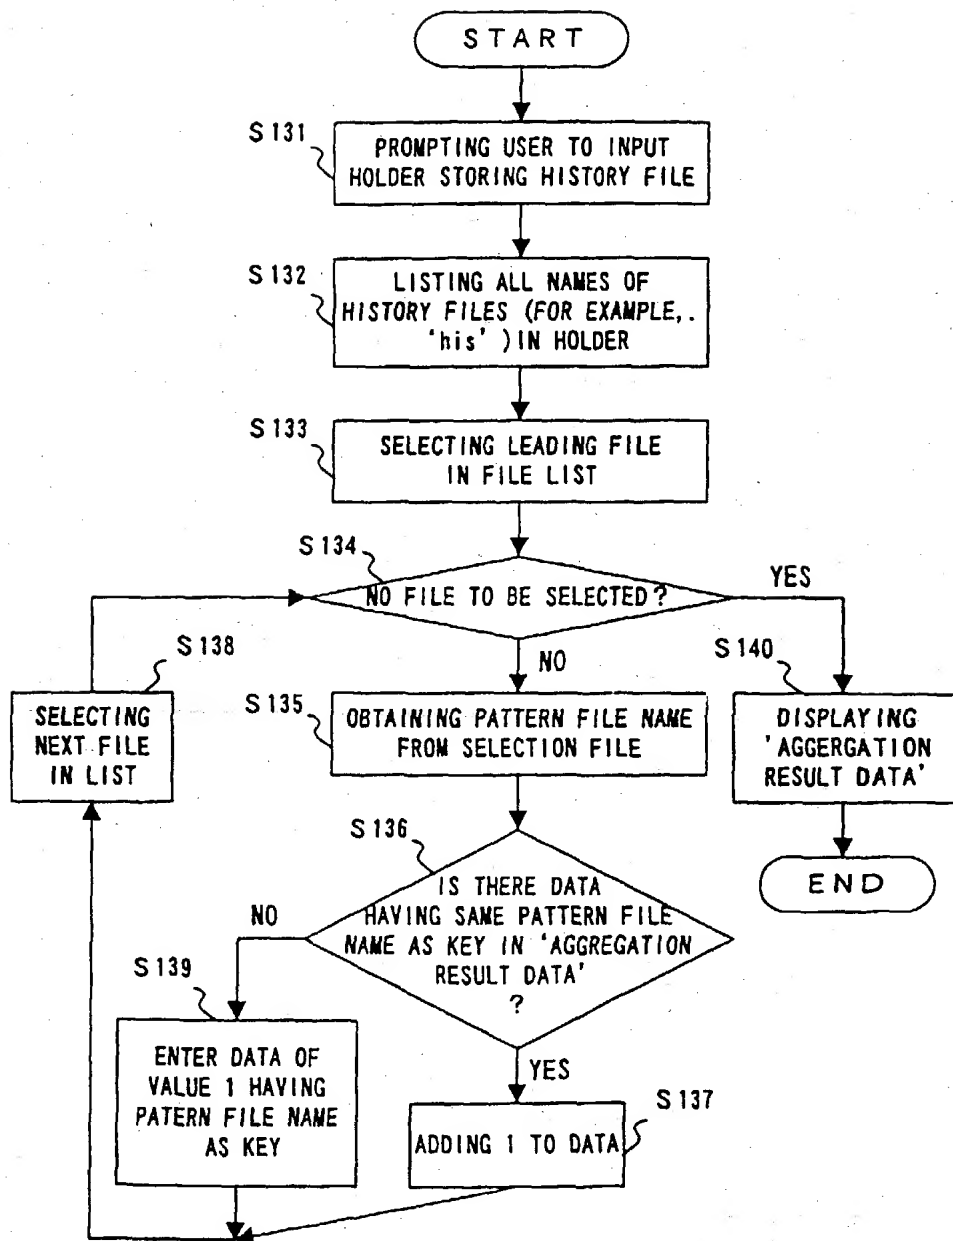 START
S131
PROMPTING USER TO INPUT
HOLDER STORING HISTORY FILE
S132
LISTING ALL NAMES OF
HISTORY FILES (FOR EXAMPLE,.
'his' )IN HOLDER
S133
SELECTING LEADING FILE
IN FILE LIST
S134
NO FILE TO BE SELECTED?
YES
NO
S138
SELECTING
NEXT FILE
IN LIST
S135
OBTAINING PATTERN FILE NAME
FROM SELECTION FILE
S140
DISPLAYING
'AGGERGATION
RESULT DATA'
END
S136
IS THERE DATA
HAVING SAME PATTERN FILE
NAME AS KEY IN 'AGGREGATION
RESULT DATA'
?
NO
YES
S139
ENTER DATA OF
VALUE 1 HAVING
PATERN FILE NAME
AS KEY
S137
ADDING 1 TO DATA